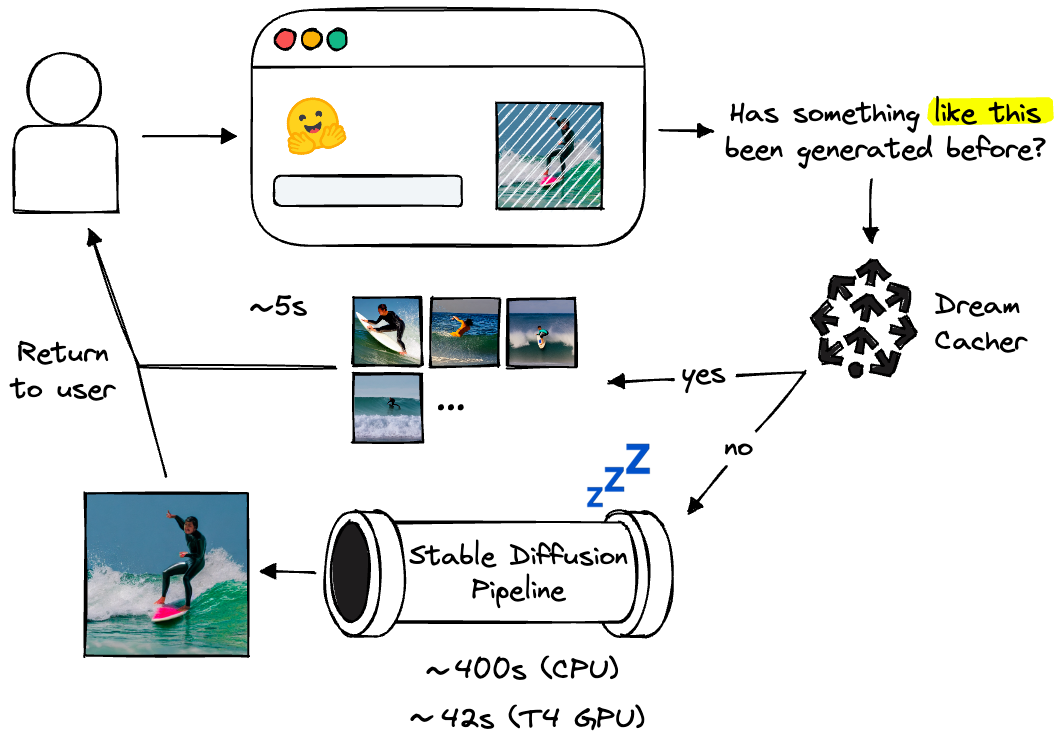 Has something like this
been generated before?
Dream
Cacher
~5s
yes
Return
to user
no
z z Z
Stable Diffusion
Pipeline
~400s (CPU)
~42s (T4 GPU)
...